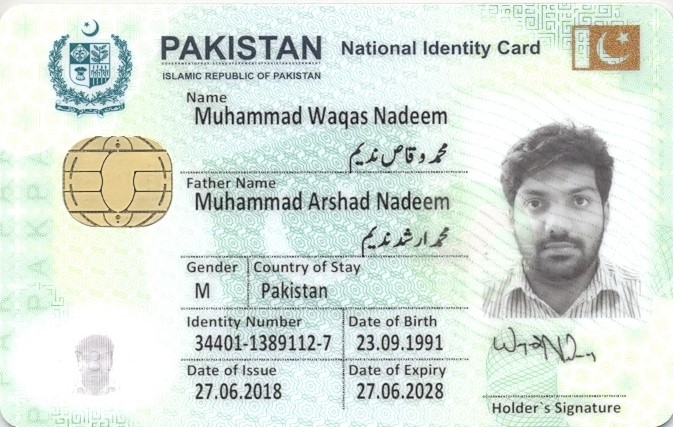 PAKISTAN National Identity Card
ISLAMIC REPUBLIC OF PAKISTAN
Name
Muhammad Waqas Nadeem
محمد وقاص ندیم
Father Name
Muhammad Arshad Nadeem
محمد ارشد ندیم
Gender Country of Stay
M Pakistan
Identity Number Date of Birth
34401-1389112-7 23.09.1991
Date of Issue Date of Expiry
27.06.2018 27.06.2028
Holder`s Signature